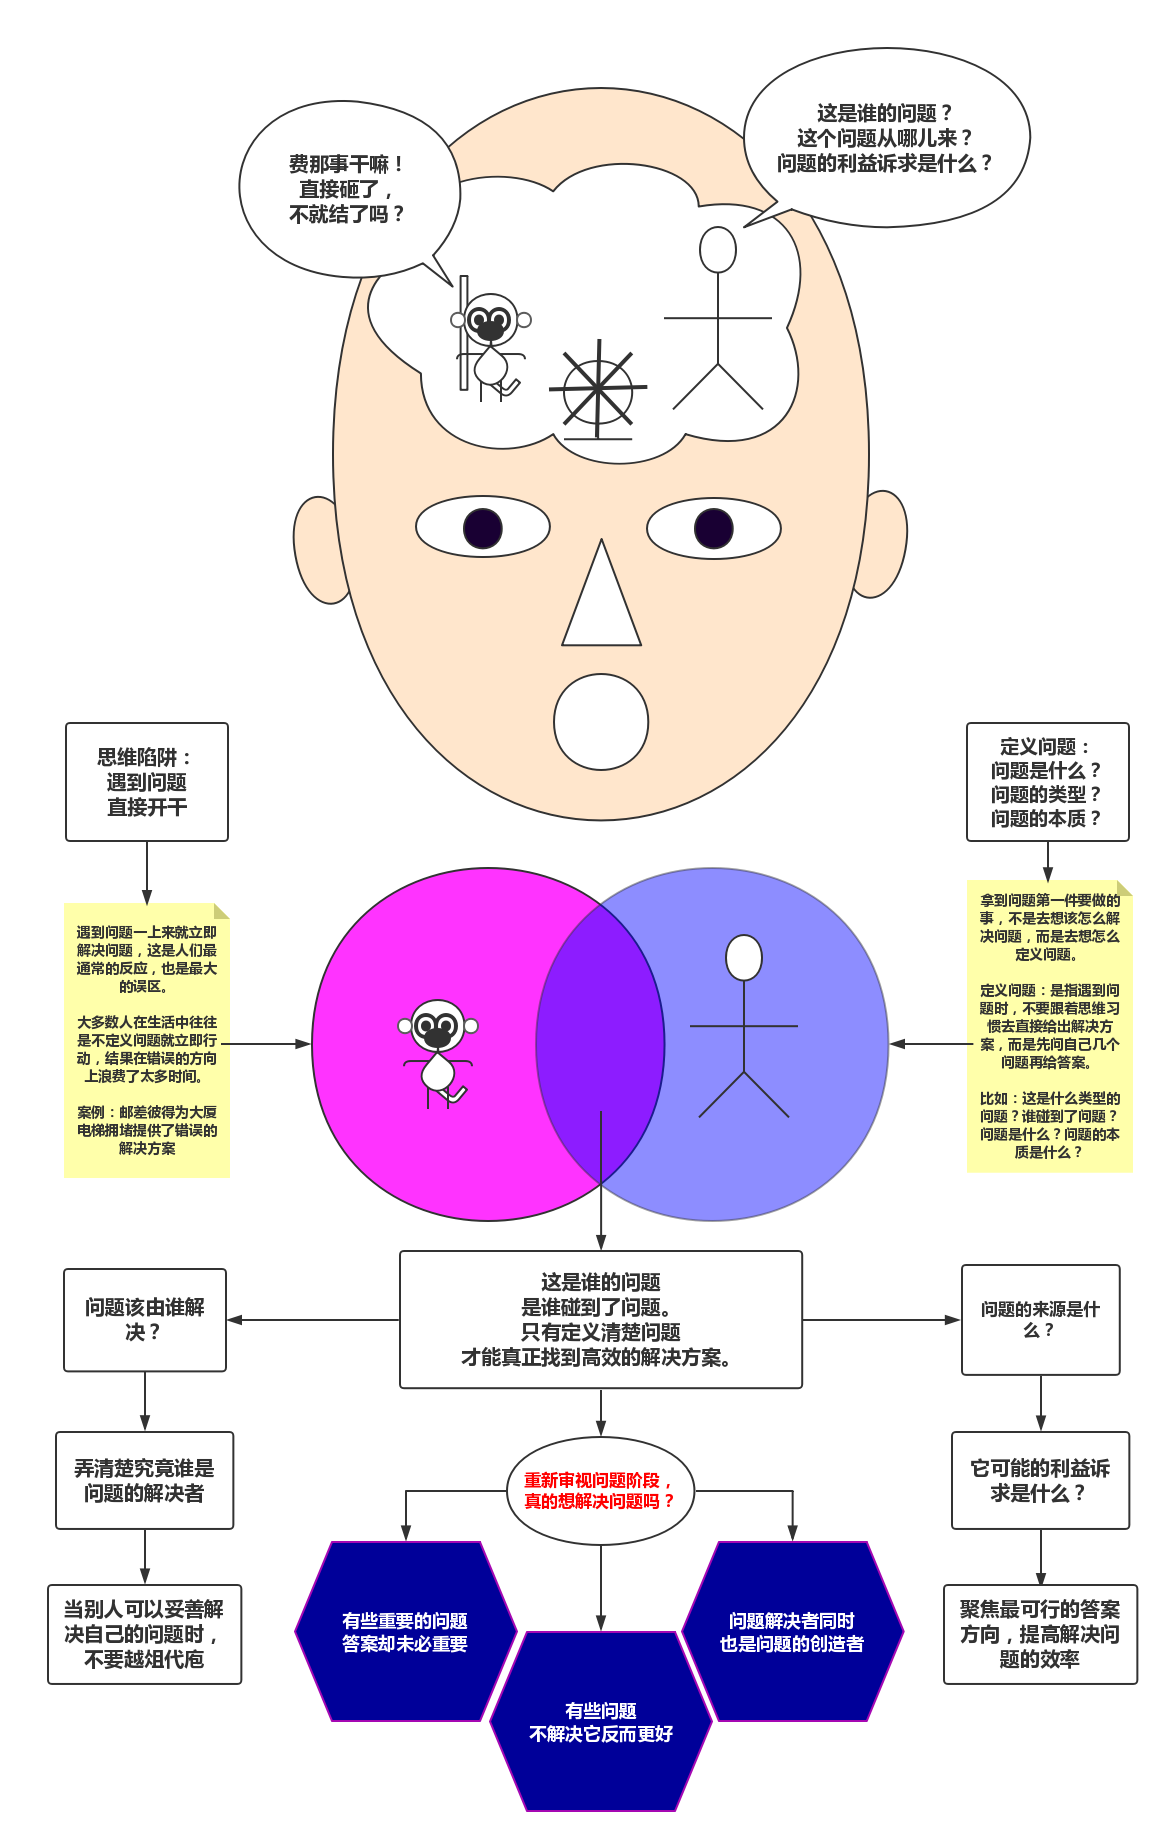 这是谁的问题？
这个问题从哪儿来？
问题的利益诉求是什么？
费那事干嘛！
直接砸了，
不就结了吗？
思维陷阱：
遇到问题
直接开干
定义问题：
问题是什么？
问题的类型？
问题的本质？
遇到问题一上来就立即
解决问题，这是人们最
通常的反应，也是最大
的误区。
大多数人在生活中往往
是不定义问题就立即行
动，结果在错误的方向
上浪费了太多时间。
案例：邮差彼得为大厦
电梯拥堵提供了错误的
解决方案
拿到问题第一件要做的
事，不是去想该怎么解
决问题，而是去想怎么
定义问题。
定义问题：是指遇到问
题时，不要跟着思维习
惯去直接给出解决方
案，而是先问自己几个
问题再给答案。
比如：这是什么类型的
问题？谁碰到了问题？
问题是什么？问题的本
质是什么？
这是谁的问题
是谁碰到了问题。
只有定义清楚问题
才能真正找到高效的解决方案。
问题该由谁解
决？
问题的来源是什
么？
弄清楚究竟谁是
问题的解决者
它可能的利益诉
求是什么？
重新审视问题阶段，
真的想解决问题吗？
当别人可以妥善解
决自己的问题时，
不要越俎代庖
聚焦最可行的答案
方向，提高解决问
题的效率
有些重要的问题
答案却未必重要
问题解决者同时
也是问题的创造者
有些问题
不解决它反而更好